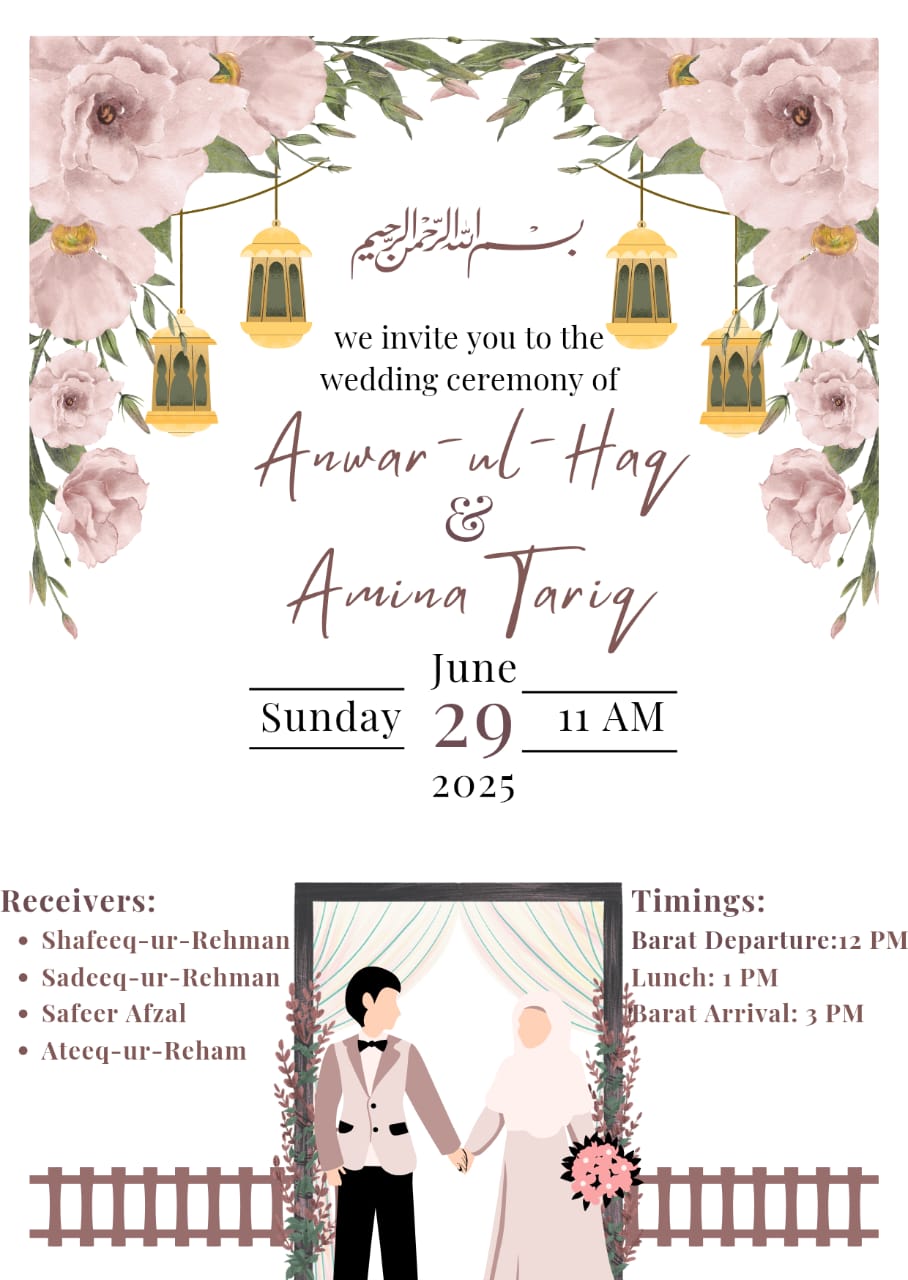 بسم الله الرحمن الرحيم
we invite you to the
wedding ceremony of
Anwar-ul-Haq
&
Amina Tariq
June
Sunday
29
11 AM
2025
Receivers:
• Shafeeq-ur-Rehman
• Sadeeq-ur-Rehman
• Safeer Afzal
• Ateeq-ur-Reham
Timings:
Barat Departure:12 PM
Lunch: 1 PM
Barat Arrival: 3 PM